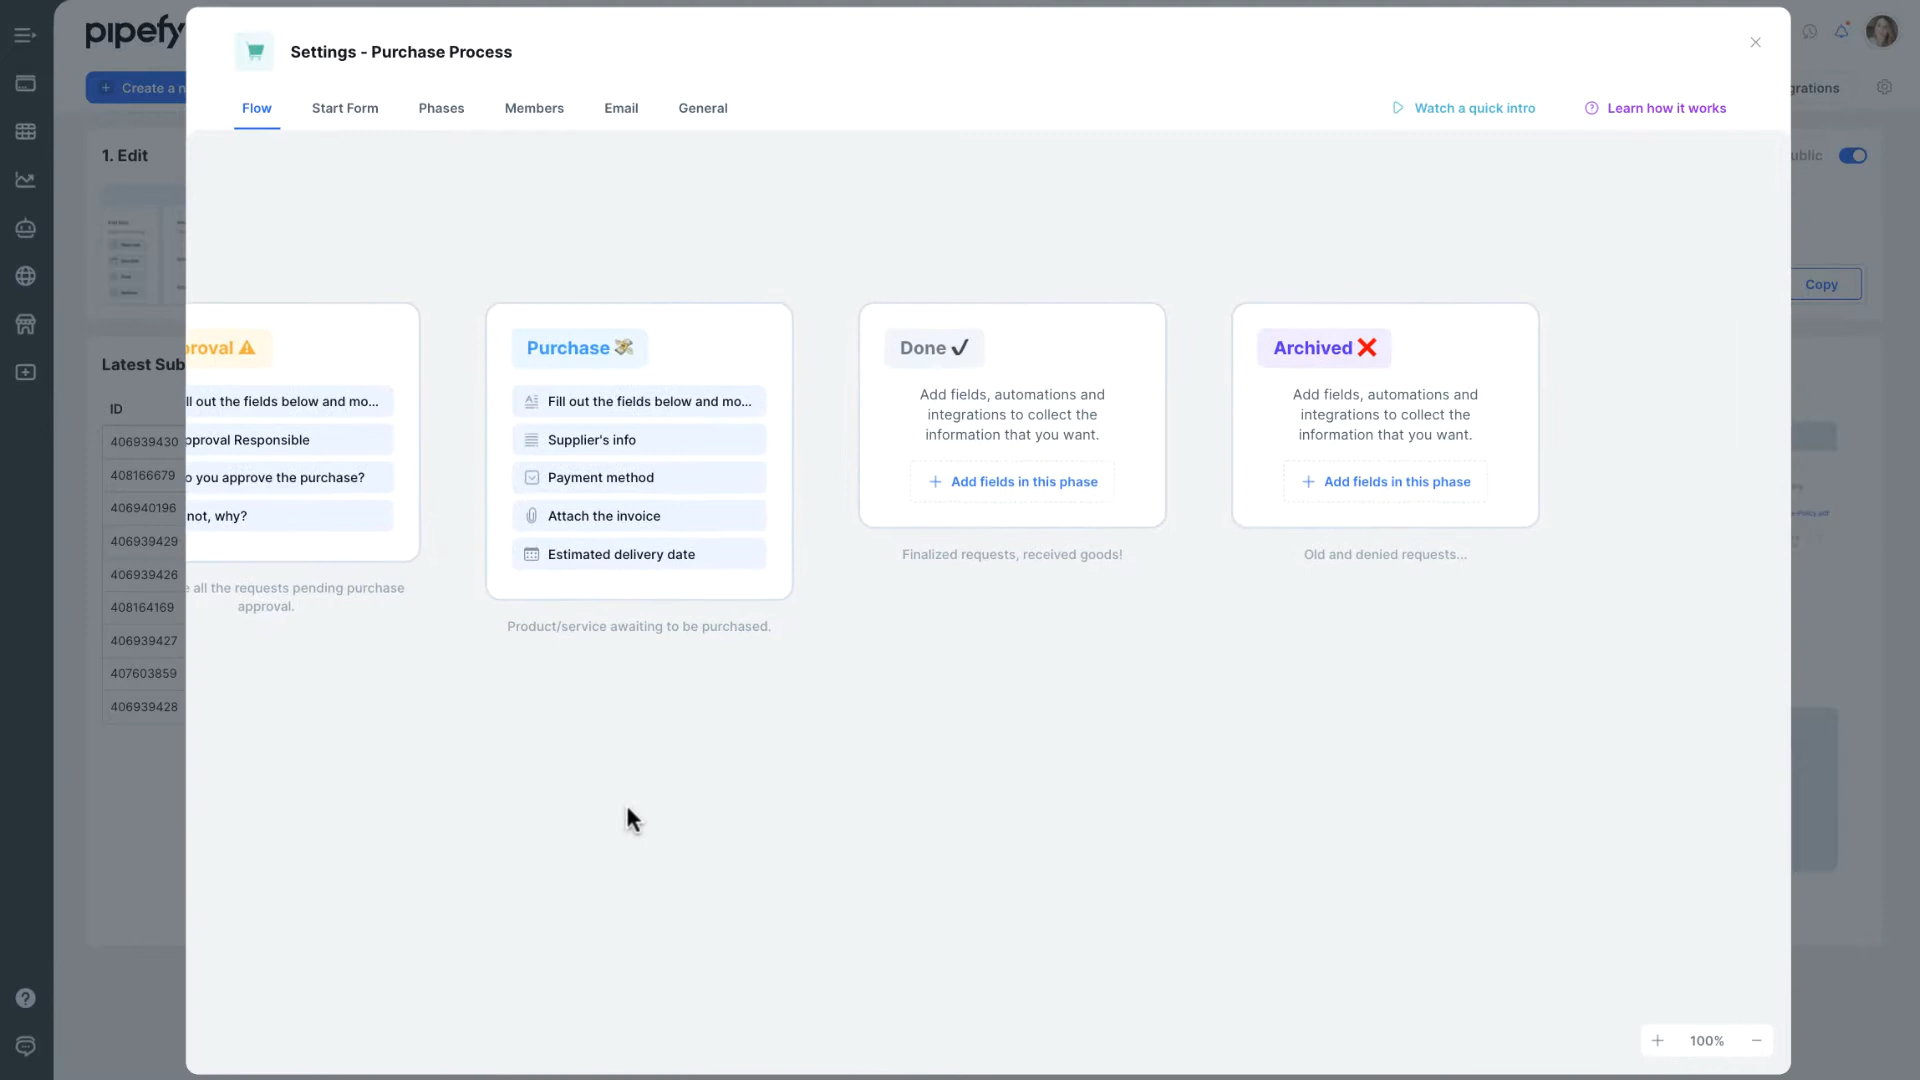 pipefy
Settings - Purchase Process
Create a n
Flow
Start Form
Phases
Members
Email
General
Watch a quick intro
Learn how it works
grations
1. Edit
ublic
Copy
Latest Sub
ID
406939430
408166679
406940196
406939429
406939426
408164169
406939427
407603859
406939428
roval
ll out the fields below and mo...
pproval Responsible
o you approve the purchase?
not, why?
e all the requests pending purchase
approval.
Purchase
Fill out the fields below and mo...
Supplier's info
Payment method
Attach the invoice
Estimated delivery date
Product/service awaiting to be purchased.
Done
Add fields, automations and
integrations to collect the
information that you want.
+ Add fields in this phase
Finalized requests, received goods!
Archived
Add fields, automations and
integrations to collect the
information that you want.
+ Add fields in this phase
Old and denied requests...
+ 100% −